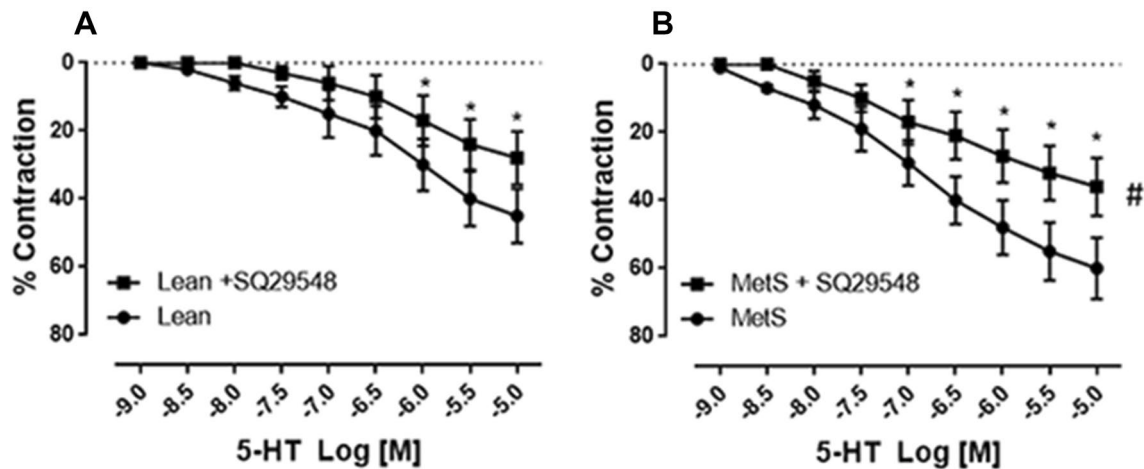 A
% Contraction
0
20
40
60
80
* * *
Lean +SQ29548
Lean
-9.0 -8.5 -8.0 -7.5 -7.0 -6.5 -6.0 -5.5 -5.0
5-HT Log [M]
B
% Contraction
0
20
40
60
80
* * * * *
#
MetS + SQ29548
MetS
-9.0 -8.5 -8.0 -7.5 -7.0 -6.5 -6.0 -5.5 -5.0
5-HT Log [M]